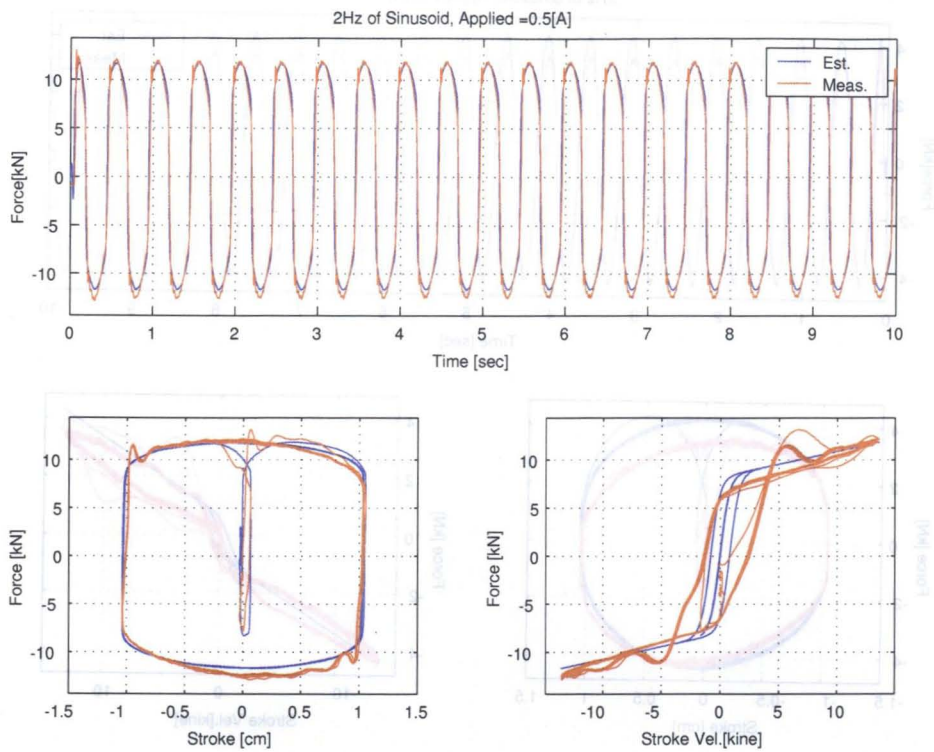 2Hz of Sinusoid, Applied =0.5[A]
Force[kN]
10
5
0
-5
-10
Est.
Meas.
0 1 2 3 4 5 6 7 8 9 10
Time [sec]
Force [kN]
10
5
0
-5
-10
-1.5 -1 -0.5 0 0.5 1 1.5
Stroke [cm]
Force [kN]
10
5
0
-5
-10
-10 -5 0 5 10
Stroke Vel.[kine]